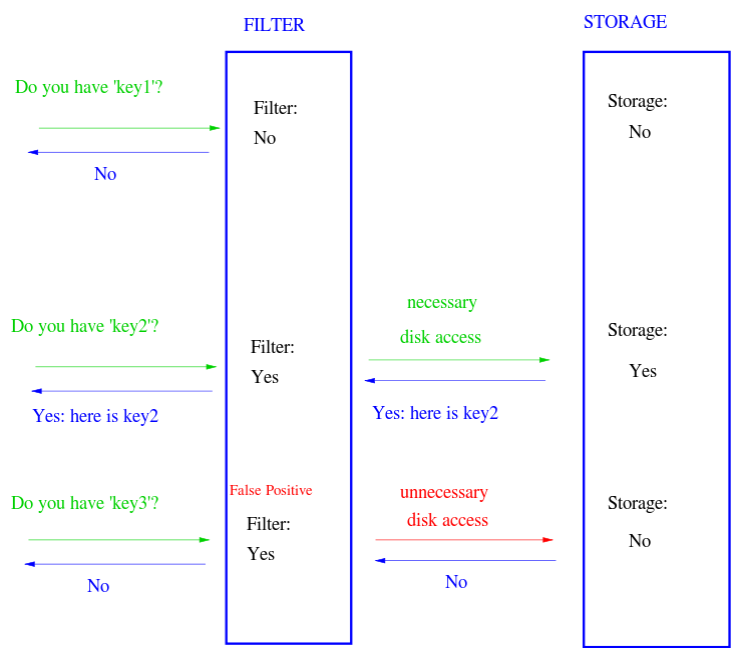 FILTER
STORAGE
Do you have 'key1'?
Filter:
No
Storage:
No
No
Do you have 'key2'?
Filter:
Yes
necessary
disk access
Storage:
Yes
Yes: here is key2
Yes: here is key2
Do you have 'key3'?
False Positive
Filter:
Yes
unnecessary
disk access
Storage:
No
No
No